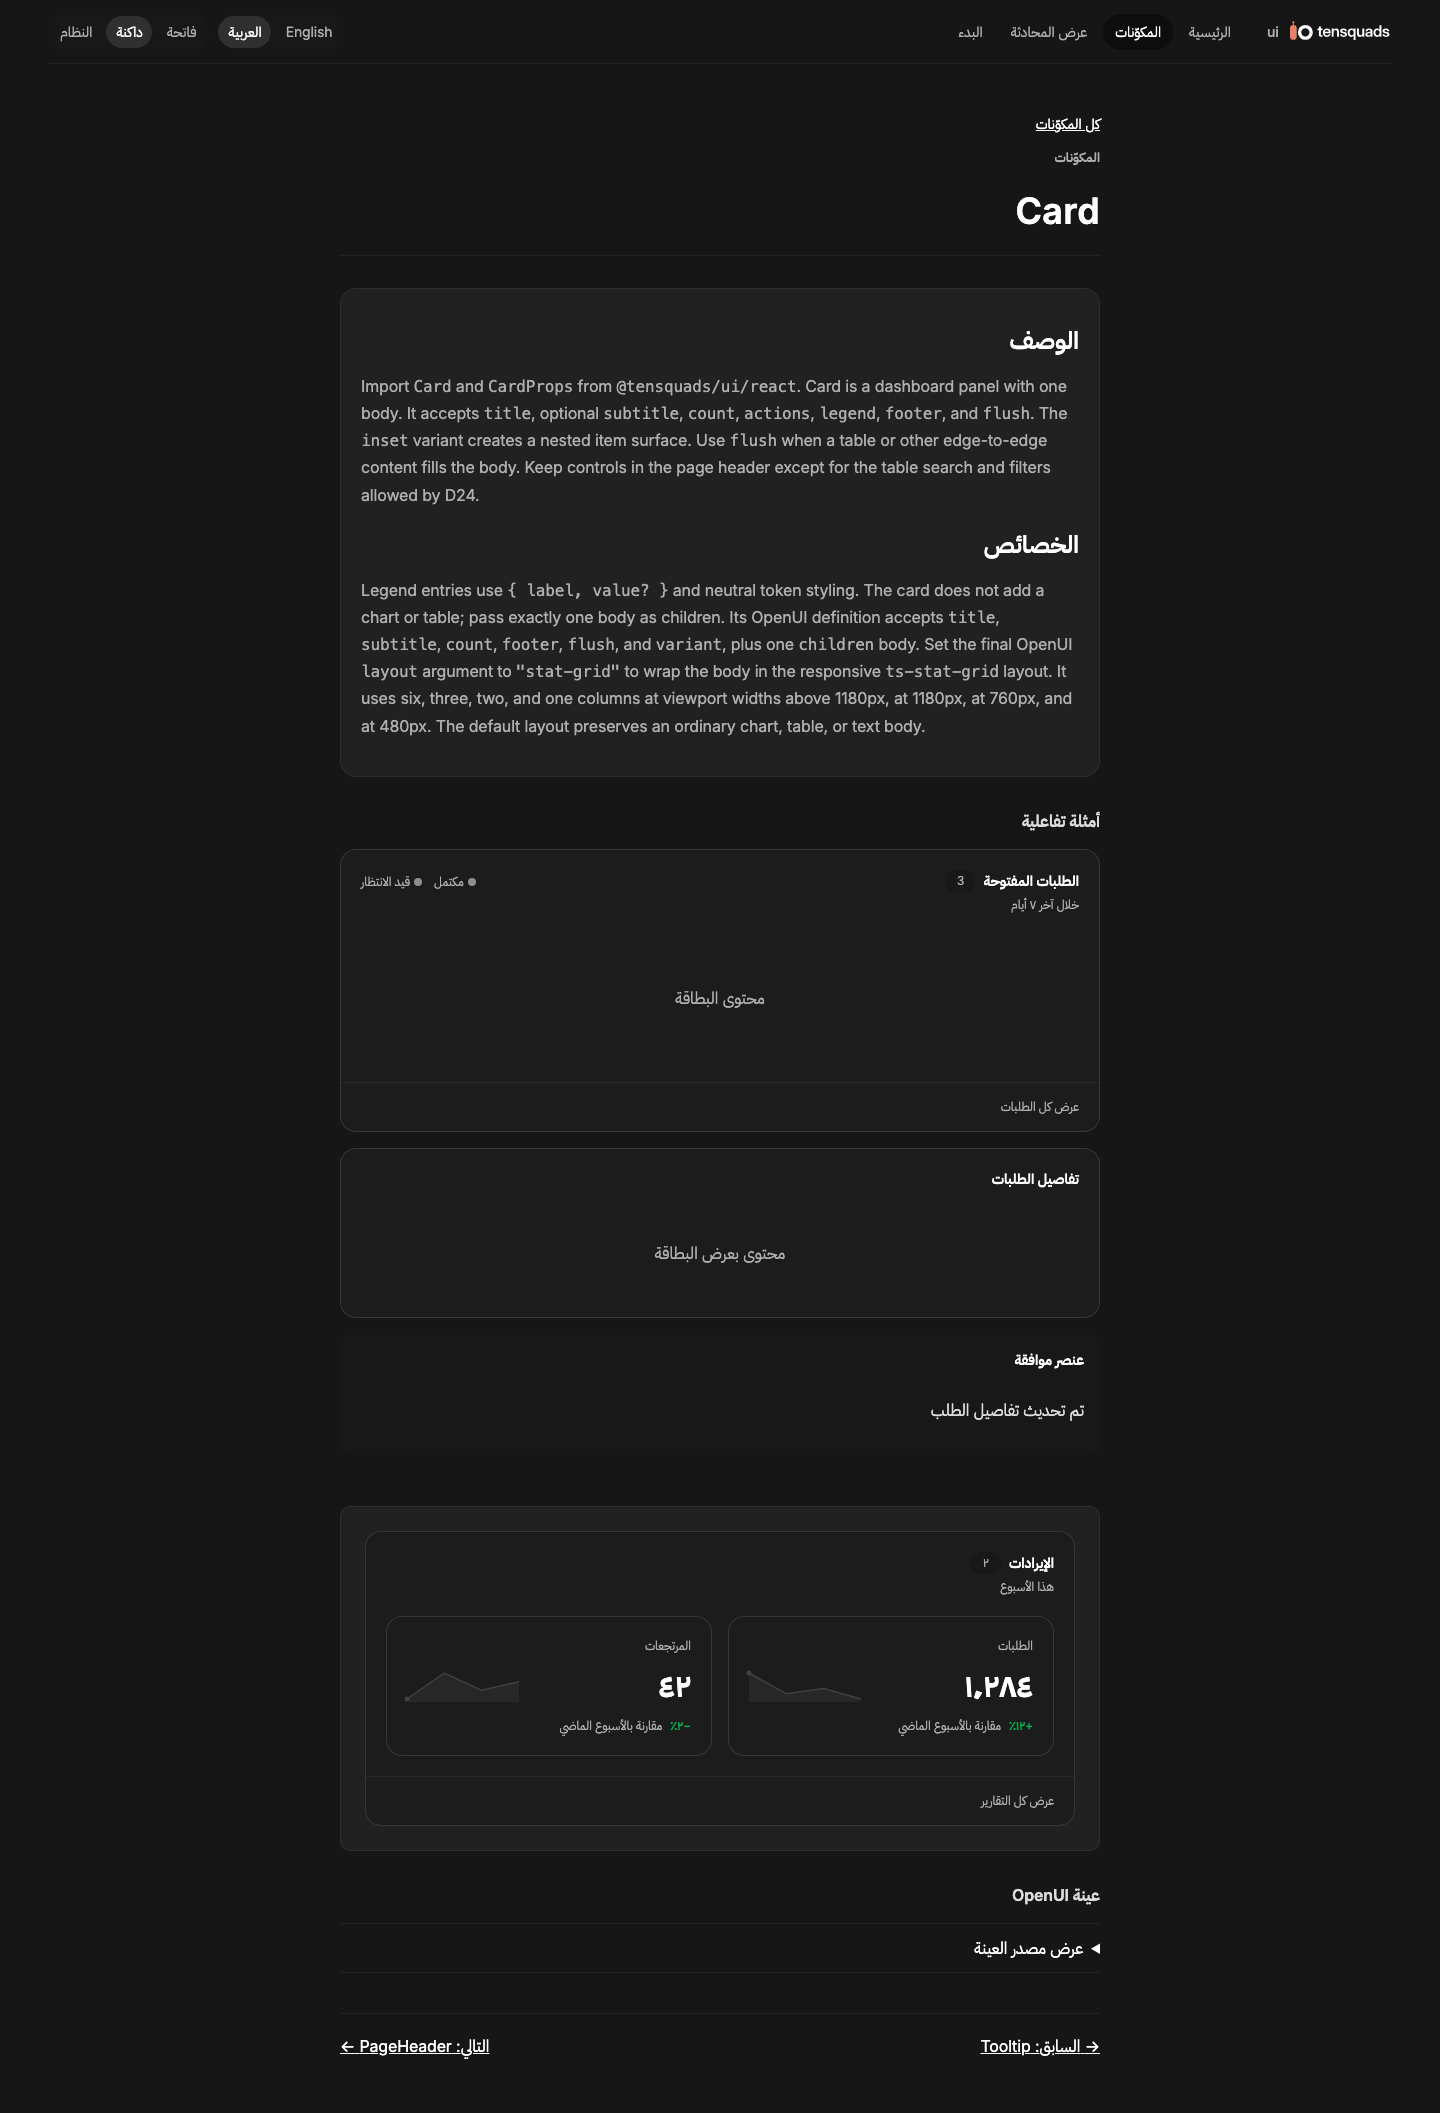 tensquads ui
الرئيسية
المكوّنات
عرض المحادثة
البدء
English
العربية
فاتحة
داكنة
النظام
كل المكوّنات
المكوّنات
Card
الوصف
Import Card and CardProps from @tensquads/ui/react. Card is a dashboard panel with one
body. It accepts title, optional subtitle, count, actions, legend, footer, and flush. The
inset variant creates a nested item surface. Use flush when a table or other edge-to-edge
content fills the body. Keep controls in the page header except for the table search and filters
allowed by D24.
الخصائص
Legend entries use { label, value? } and neutral token styling. The card does not add a
chart or table; pass exactly one body as children. Its OpenUI definition accepts title,
subtitle, count, footer, flush, and variant, plus one children body. Set the final OpenUI
layout argument to "stat-grid" to wrap the body in the responsive ts-stat-grid layout. It
uses six, three, two, and one columns at viewport widths above 1180px, at 1180px, at 760px, and
at 480px. The default layout preserves an ordinary chart, table, or text body.
أمثلة تفاعلية
الطلبات المفتوحة 3
مكتمل
قيد الانتظار
خلال آخر ٧ أيام
محتوى البطاقة
عرض كل الطلبات
تفاصيل الطلبات
محتوى بعرض البطاقة
عنصر موافقة
تم تحديث تفاصيل الطلب
الإيرادات ٢
هذا الأسبوع
الطلبات
١,٢٨٤
+١٢٪ مقارنة بالأسبوع الماضي
المرتجعات
٤٢
−٢٪ مقارنة بالأسبوع الماضي
عرض كل التقارير
عينة OpenUI
عرض مصدر العينة
→ السابق: Tooltip
التالي: PageHeader ←